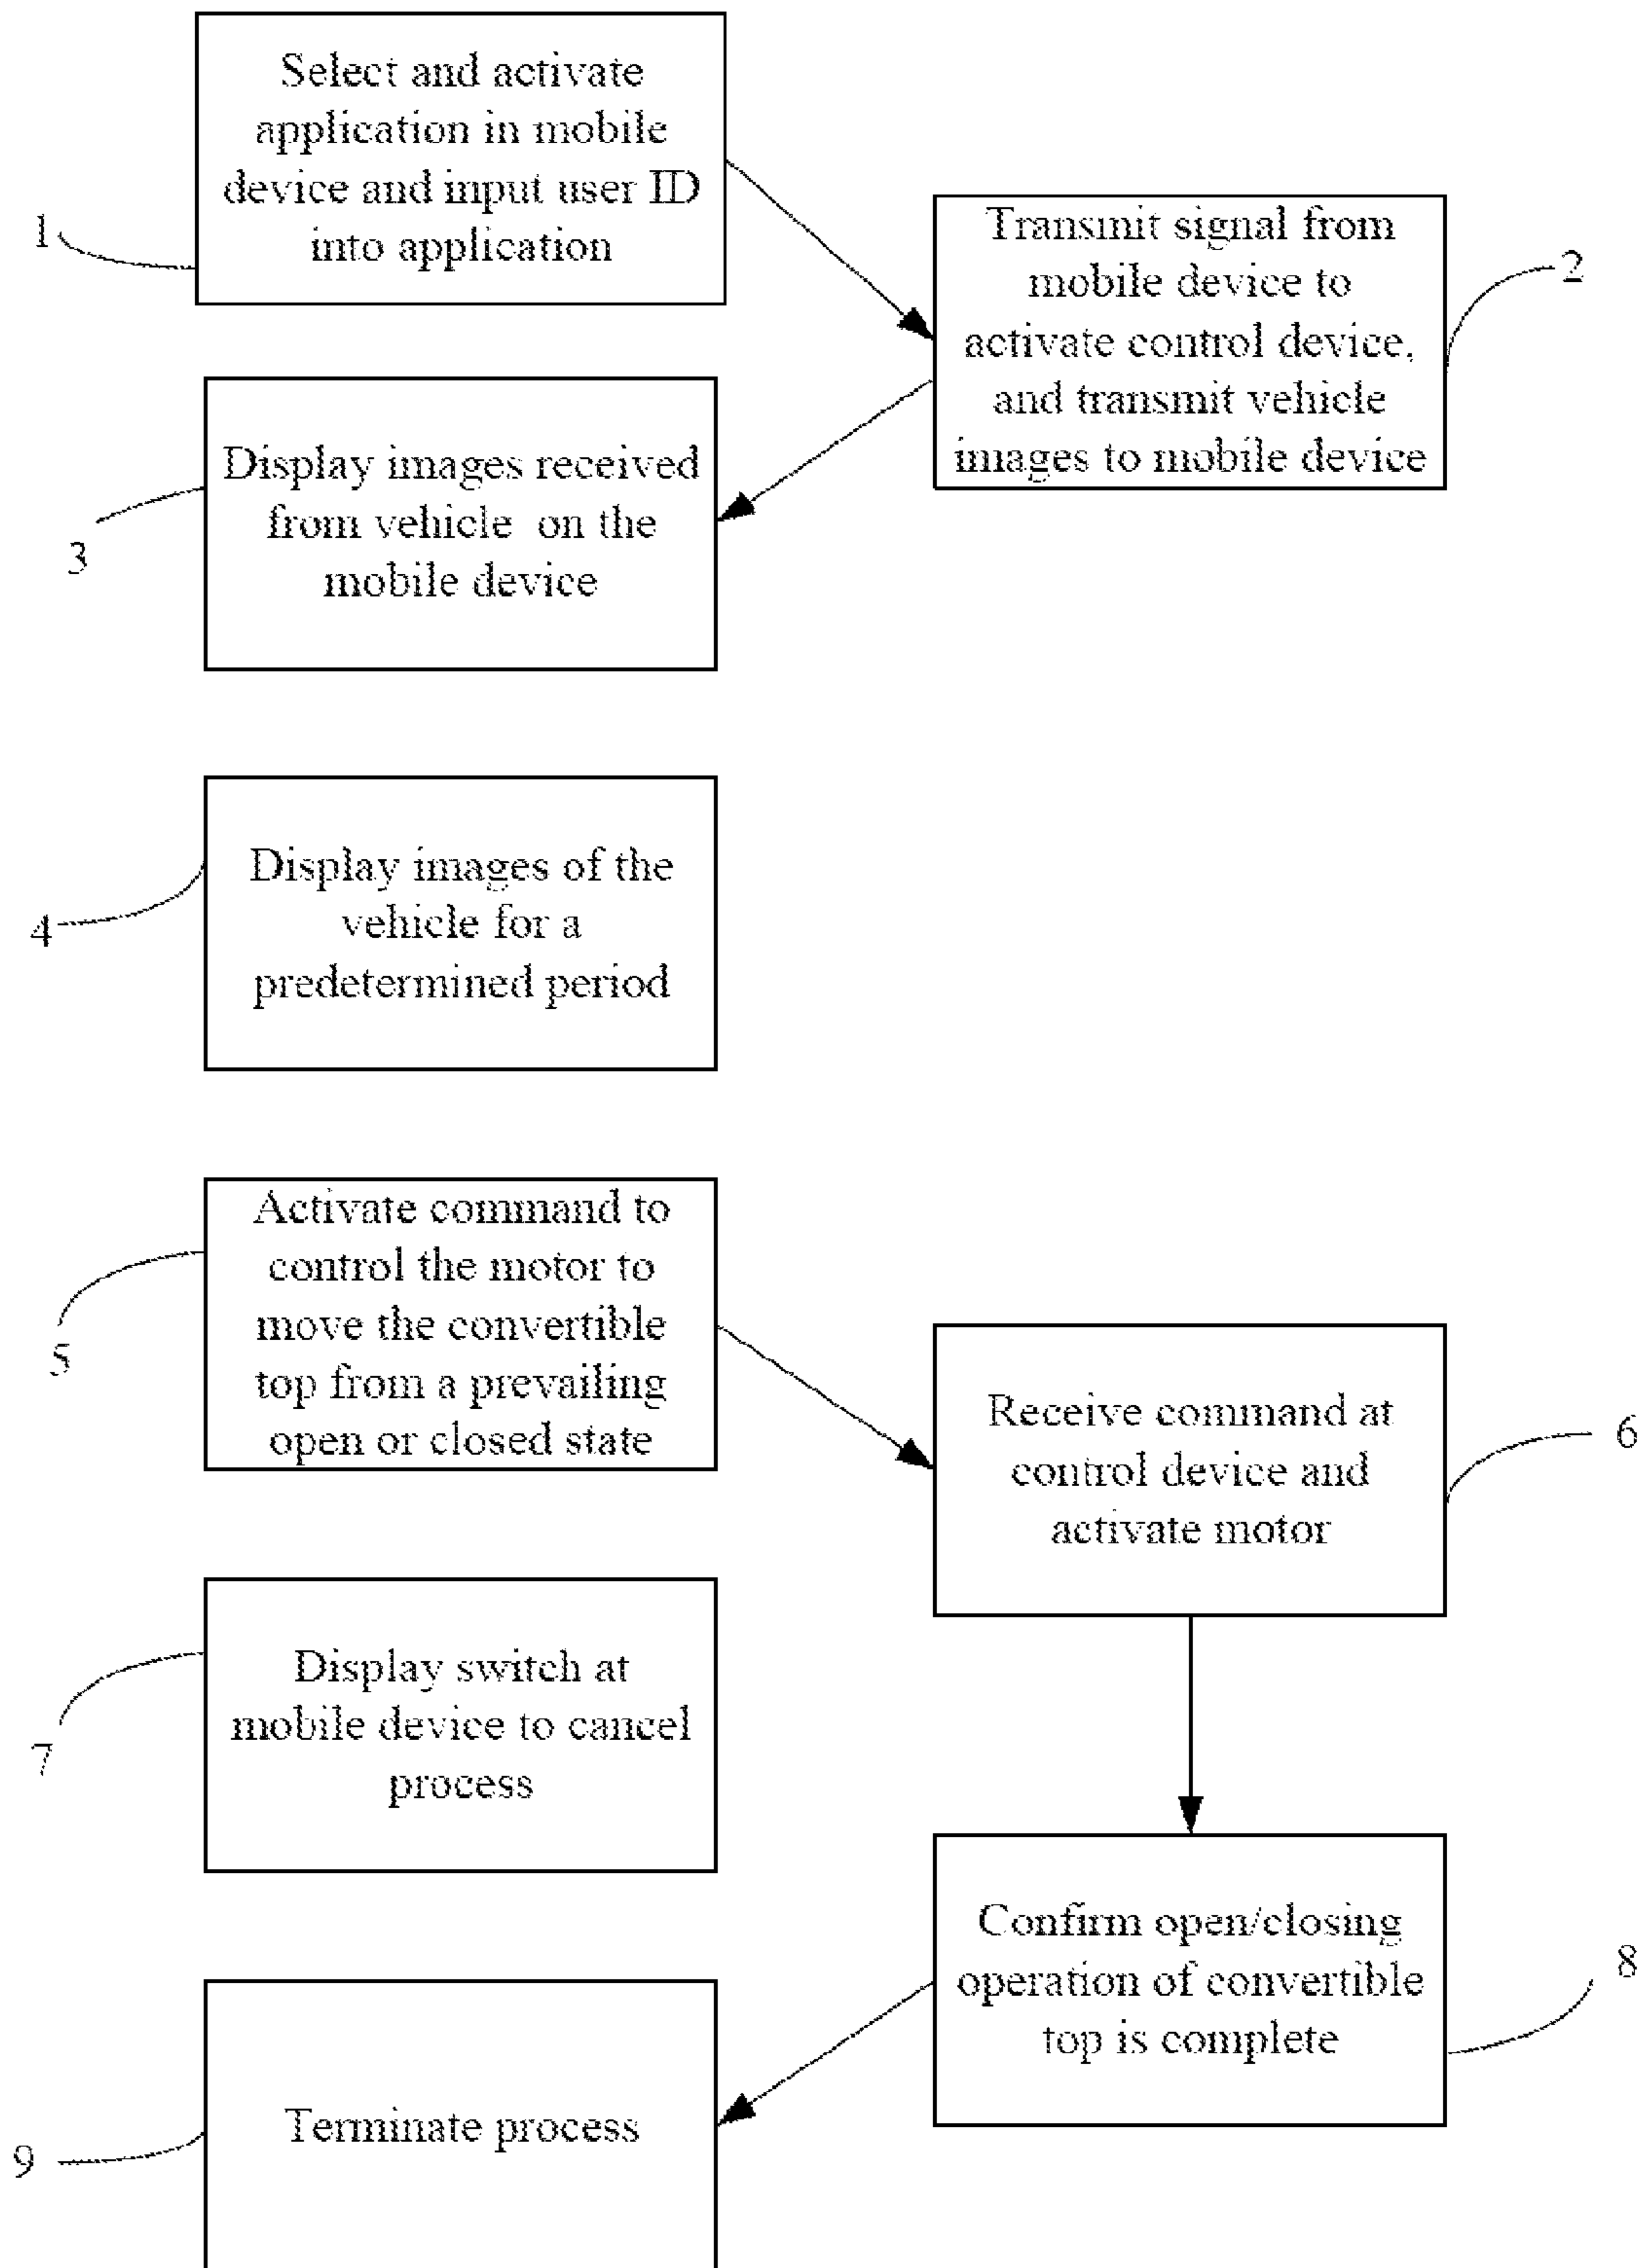 Select and activate
application in mobile
device and input user ID
into application
1
Transmit signal from
mobile device to
activate control device,
and transmit vehicle
images to mobile device
2
Display images received
from vehicle on the
mobile device
3
Display images of the
vehicle for a
predetermined period
4
Activate command to
control the motor to
move the convertible
top from a prevailing
open or closed state
5
Receive command at
control device and
activate motor
6
Display switch at
mobile device to cancel
process
7
Confirm open/closing
operation of convertible
top is complete
8
Terminate process
9